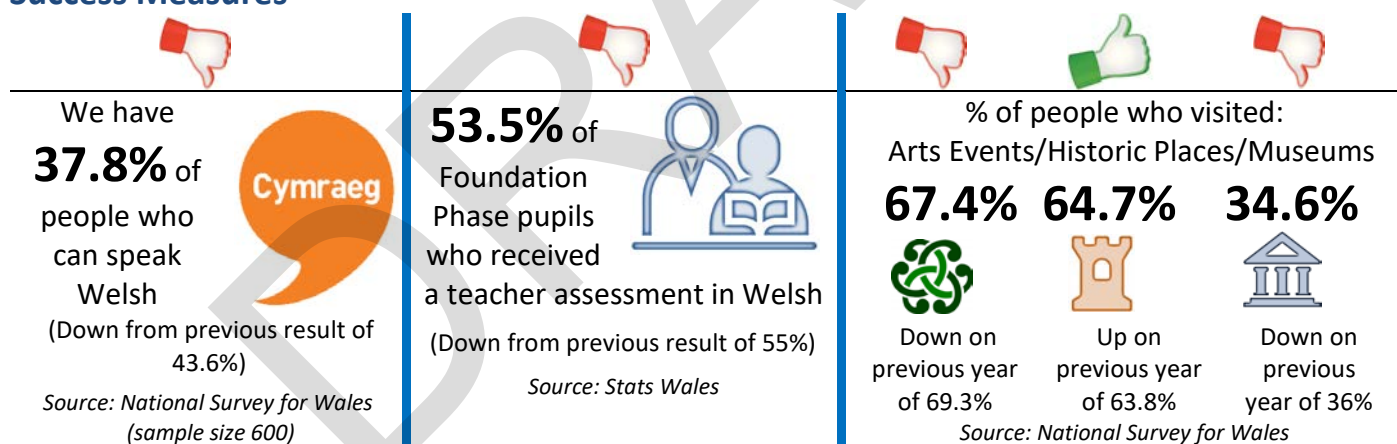 Success Measures
We have
37.8% of
people who
can speak
Welsh
Cymraeg
(Down from previous result of
43.6%)
Source: National Survey for Wales
(sample size 600)
53.5% of
Foundation
Phase pupils
who received
a teacher assessment in Welsh
(Down from previous result of 55%)
Source: Stats Wales
% of people who visited:
Arts Events/Historic Places/Museums
67.4% 64.7% 34.6%
Down on
previous year
of 69.3%
Up on
previous year
of 63.8%
Down on
previous
year of 36%
Source: National Survey for Wales